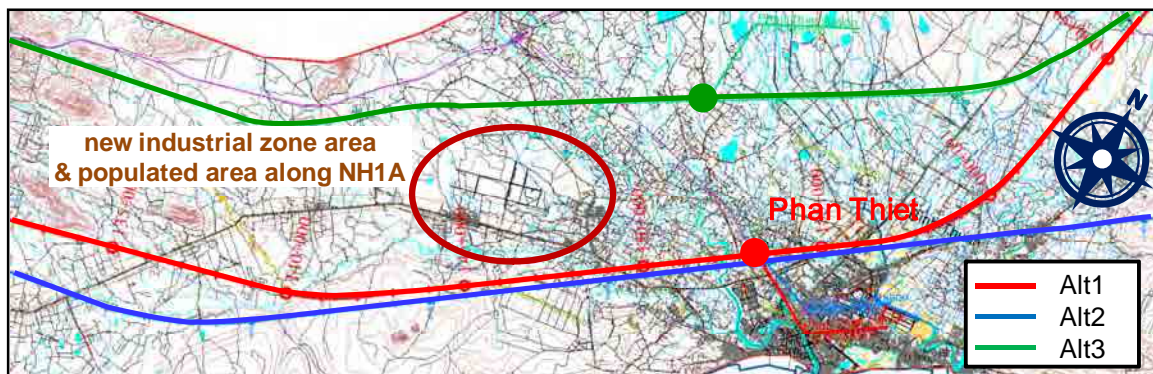 new industrial zone area
& populated area along NH1A
Phan Thiet
N
Alt1
Alt2
Alt3